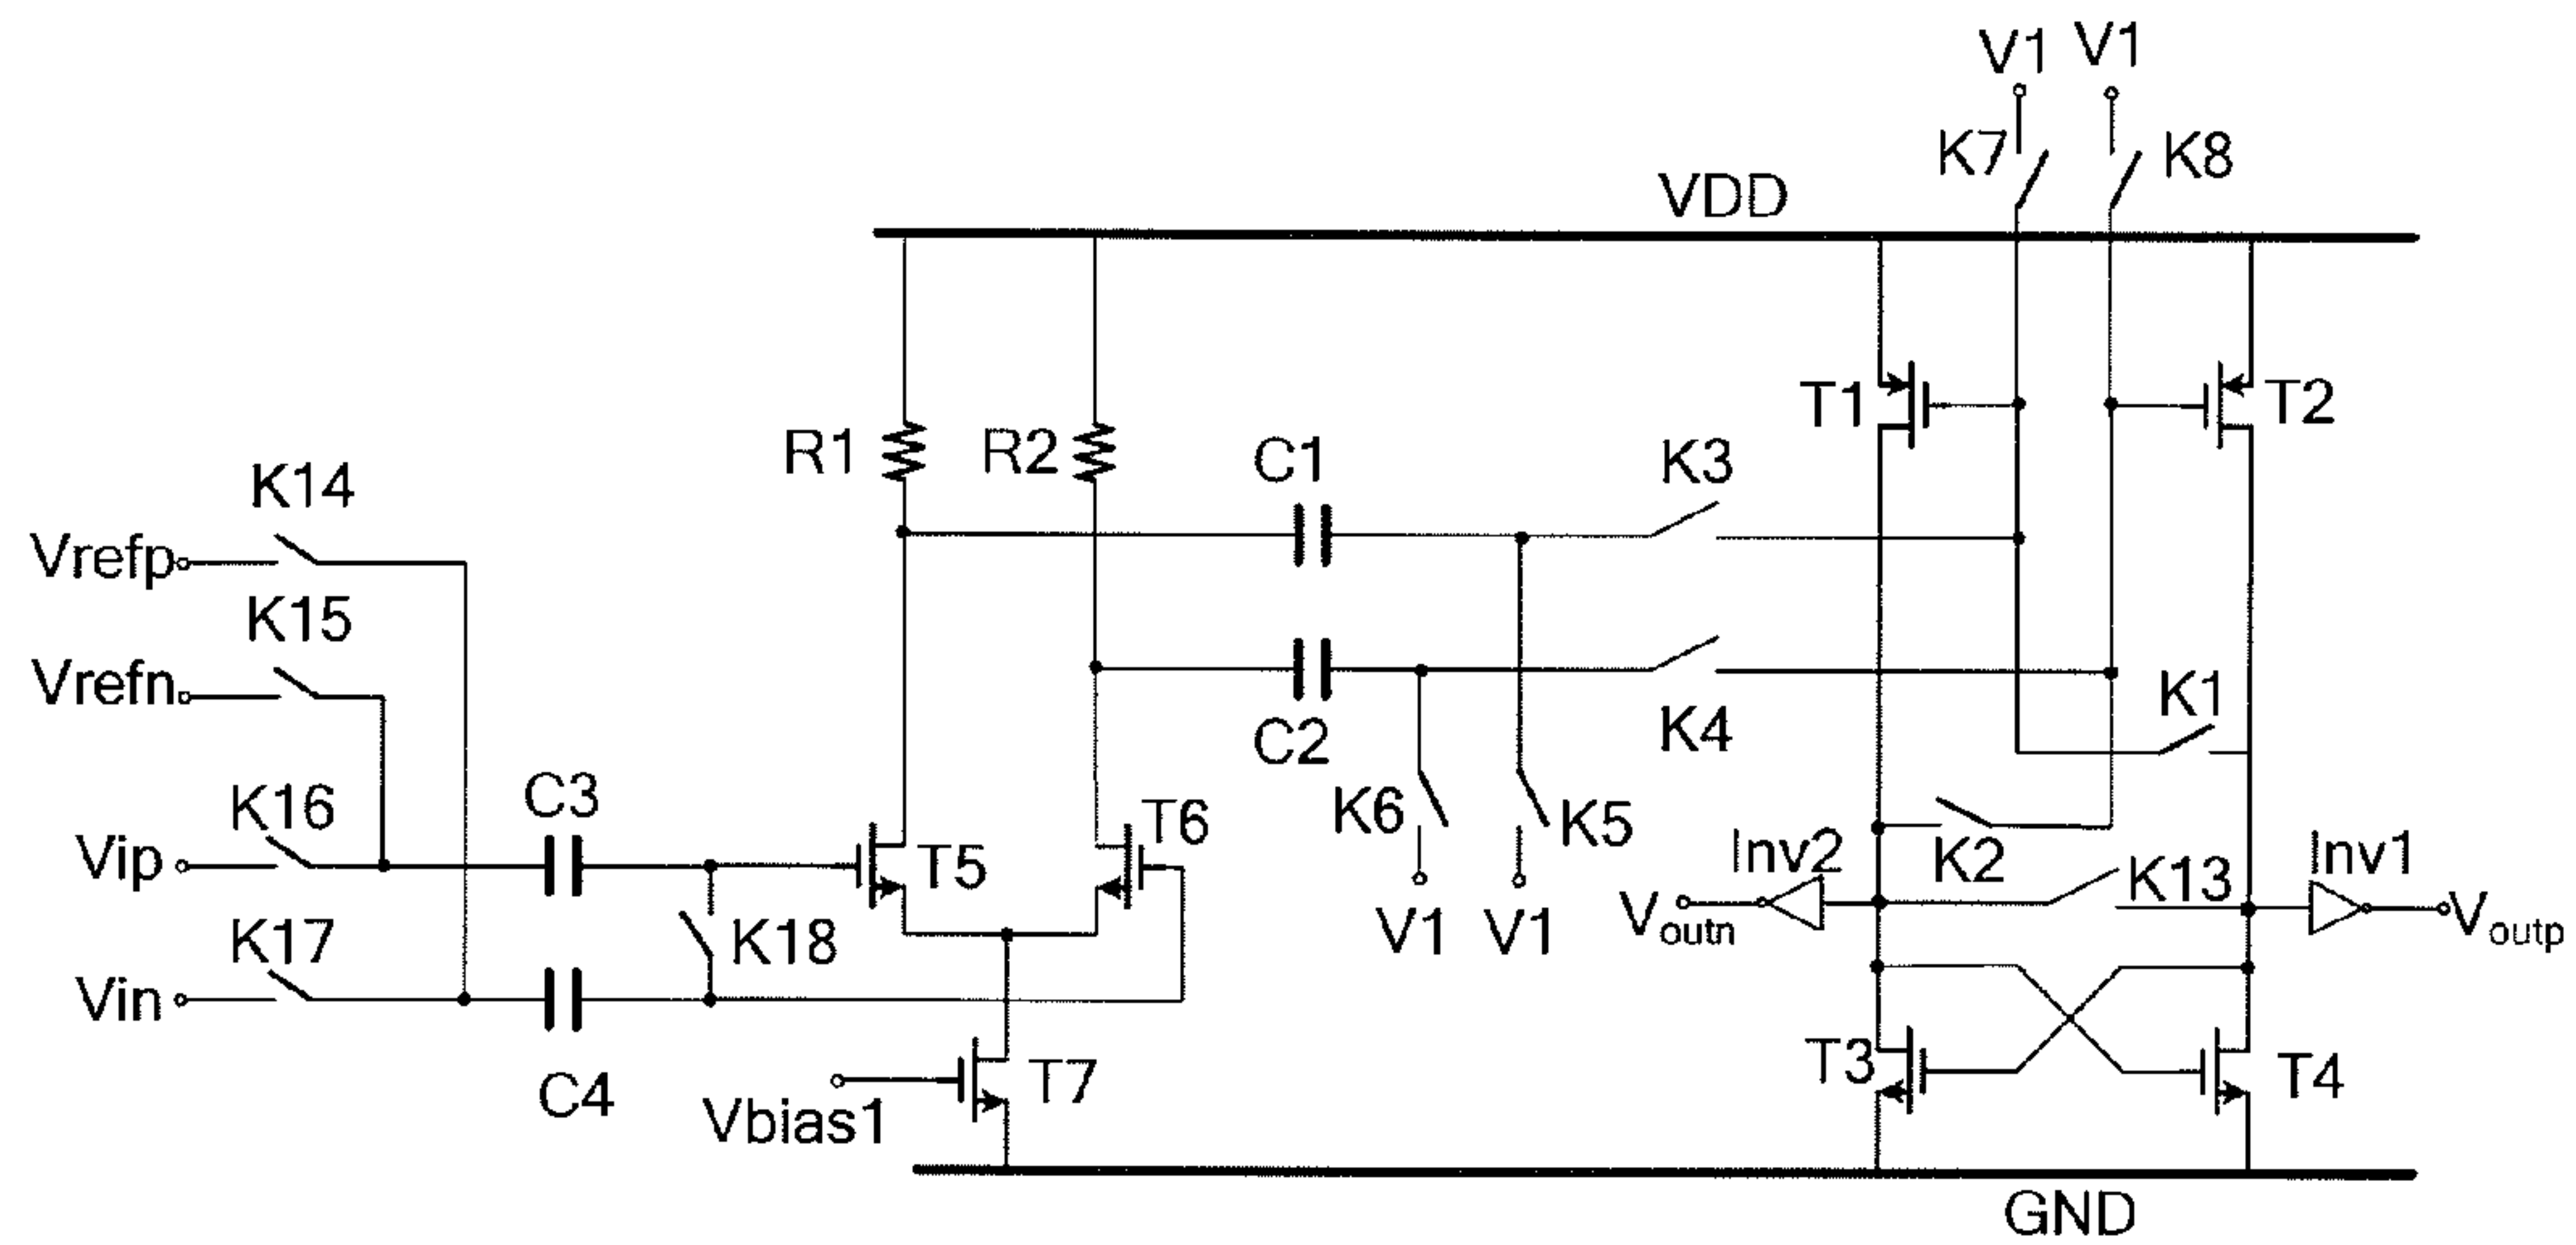 V1 V1
K7 K8
VDD
T1 T2
R1 R2 C1 K3
K14
Vrefp
K15
Vrefn
K1
C2 K4
K16 C3 T6
K6 K5
Vip T5 Inv2 K2 Inv1
K13
K17 K18 V1 V1 Voutn Voutp
Vin
T3 T4
C4 T7
Vbias1
GND